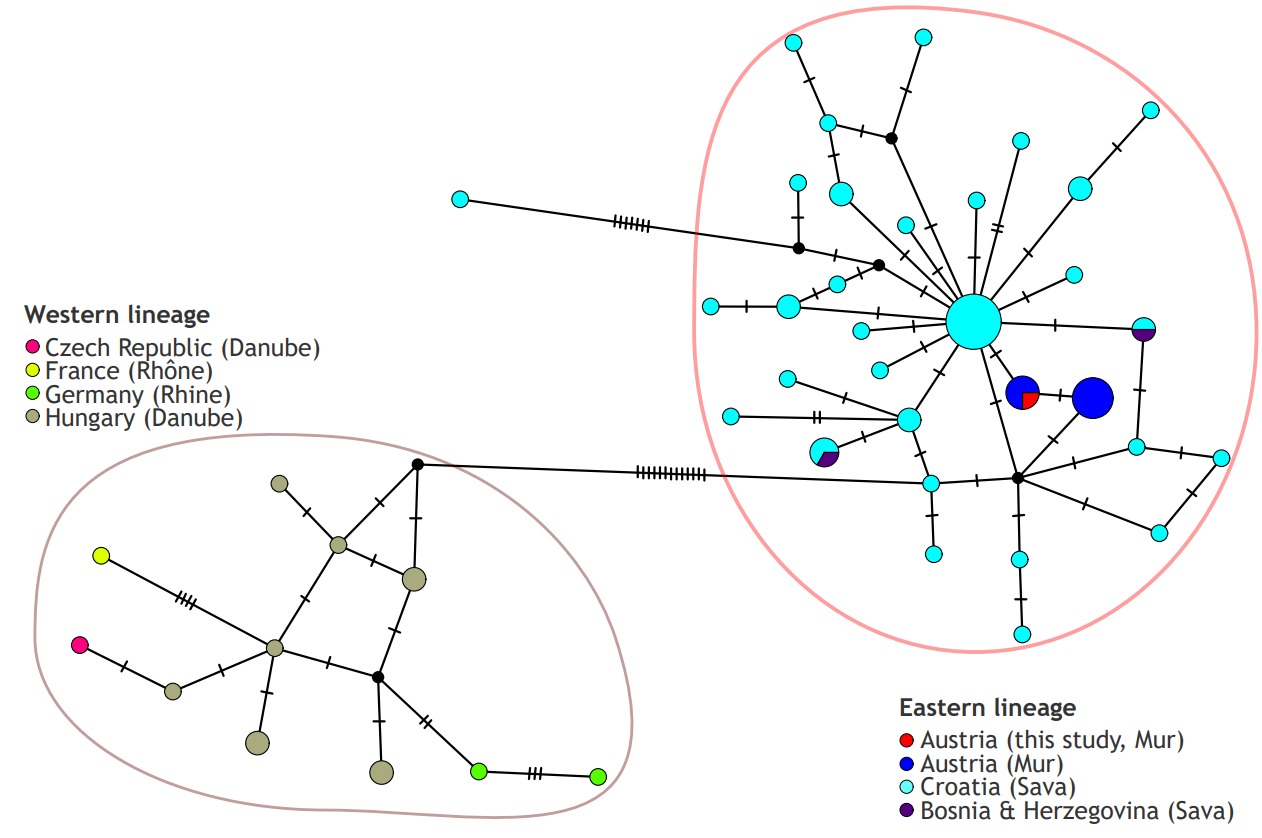 Western lineage
Czech Republic (Danube)
France (Rhône)
Germany (Rhine)
Hungary (Danube)
Eastern lineage
Austria (this study, Mur)
Austria (Mur)
Croatia (Sava)
Bosnia & Herzegovina (Sava)